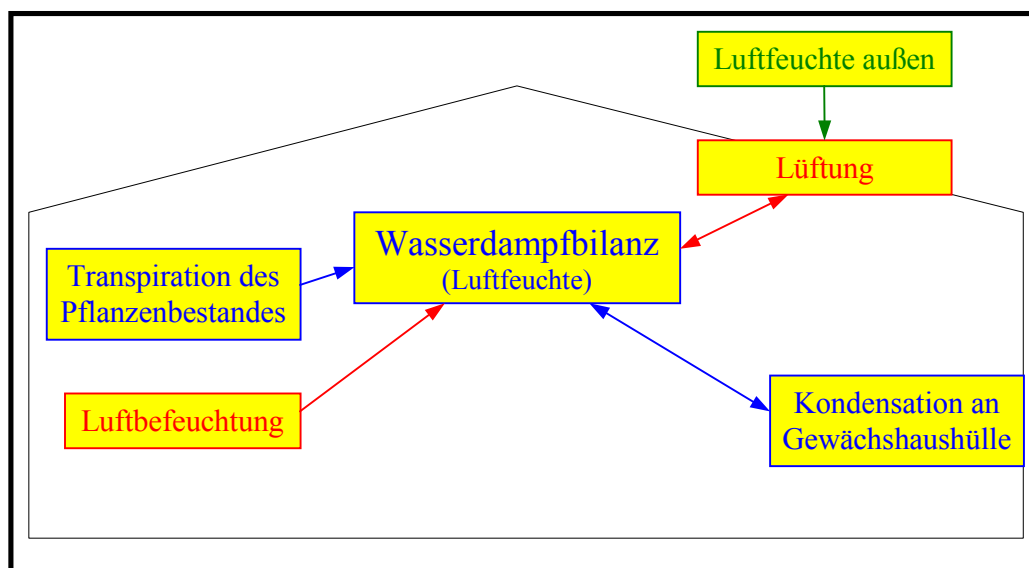 Luftfeuchte außen
Lüftung
Wasserdampfbilanz
(Luftfeuchte)
Transpiration des
Pflanzenbestandes
Luftbefeuchtung
Kondensation an
Gewächshaushülle